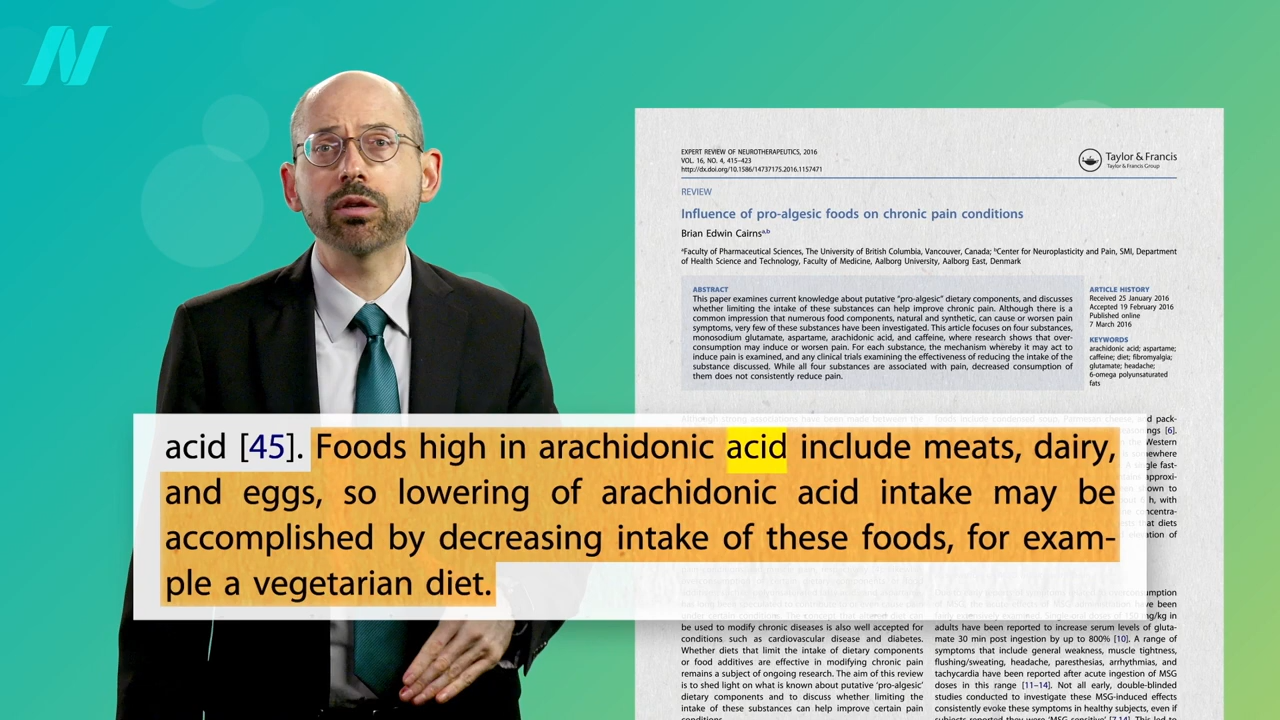 EXPERT REVIEW OF NEUROTHERAPEUTICS, 2016
VOL. 16, NO. 4, 415–423
http://dx.doi.org/10.1586/14737175.2016.1157471
Taylor & Francis
Taylor & Francis Group
REVIEW
Influence of pro-algesic foods on chronic pain conditions
Brian Edwin Cairnsa,b
aFaculty of Pharmaceutical Sciences, The University of British Columbia, Vancouver, Canada; bCenter for Neuroplasticity and Pain, SMI, Department
of Health Science and Technology, Faculty of Medicine, Aalborg University, Aalborg East, Denmark
ABSTRACT
This paper examines current knowledge about putative “pro-algesic” dietary components, and discusses
whether limiting the intake of these substances can help improve chronic pain. Although there is a
common impression that numerous food components, natural and synthetic, can cause or worsen pain
symptoms, very few of these substances have been investigated. This article focuses on four substances,
monosodium glutamate, aspartame, arachidonic acid, and caffeine, where research shows that over-
consumption may induce or worsen pain. For each substance, the mechanism whereby it may act to
induce pain is examined, and any clinical trials examining the effectiveness of reducing the intake of the
substance discussed. While all four substances are associated with pain, decreased consumption of
them does not consistently reduce pain.
ARTICLE HISTORY
Received 25 January 2016
Accepted 19 February 2016
Published online
7 March 2016
KEYWORDS
arachidonic acid; aspartame;
caffeine; diet; fibromyalgia;
glutamate; headache;
6-omega polyunsaturated
fats
acid [45]. Foods high in arachidonic acid include meats, dairy,
and eggs, so lowering of arachidonic acid intake may be
accomplished by decreasing intake of these foods, for exam-
ple a vegetarian diet.
be used to modify chronic diseases is also well accepted for
conditions such as cardiovascular disease and diabetes.
Whether diets that limit the intake of dietary components
or food additives are effective in modifying chronic pain
remains a subject of ongoing research. The aim of this review
is to shed light on what is known about putative ‘pro-algesic’
dietary components and to discuss whether limiting the
intake of these substances can help improve certain pain
conditions.
adults have been reported to increase serum levels of gluta-
mate 30 min post ingestion by up to 800% [10]. A range of
symptoms that include general weakness, muscle tightness,
flushing/sweating, headache, paresthesias, arrhythmias, and
tachycardia have been reported after acute ingestion of MSG
doses in this range [11–14]. Not all early, double-blinded
studies conducted to investigate these MSG-induced effects
consistently evoke these symptoms in healthy subjects, even if
subjects reported they were ‘MSG-sensitive’ [7,14]. This led to